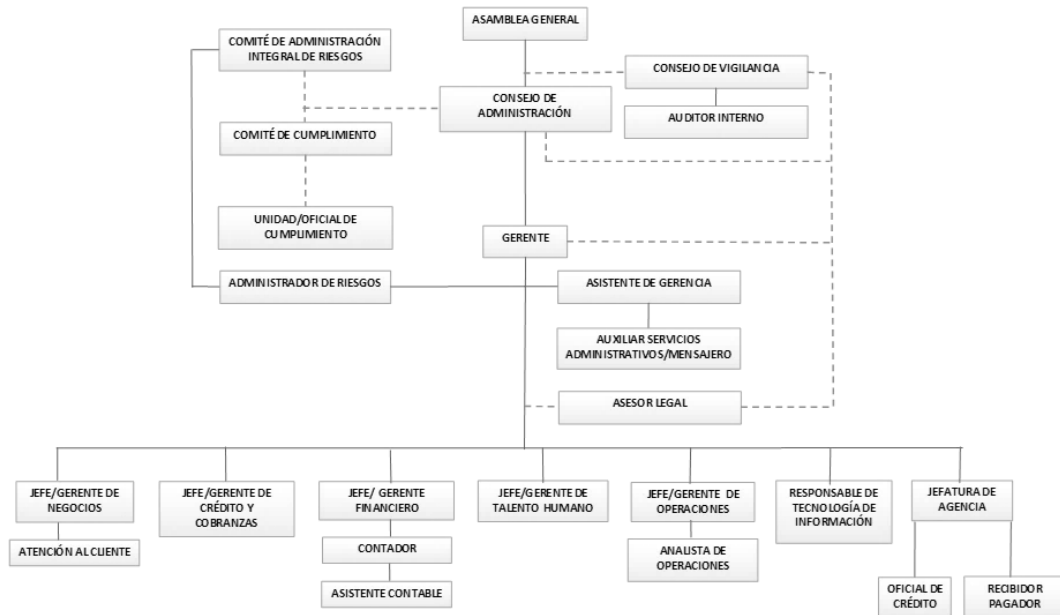 ASAMBLEA GENERAL
COMITÉ DE ADMINISTRACIÓN
INTEGRAL DE RIESGOS
CONSEJO DE VIGILANCIA
CONSEJO DE
ADMINISTRACIÓN
AUDITOR INTERNO
COMITÉ DE CUMPLIMIENTO
UNIDAD/OFICIAL DE
CUMPLIMIENTO
GERENTE
ADMINISTRADOR DE RIESGOS
ASISTENTE DE GERENCIA
AUXILIAR SERVICIOS
ADMINISTRATIVOS/MENSAJERO
ASESOR LEGAL
JEFE/GERENTE DE
NEGOCIOS
JEFE/GERENTE DE
CRÉDITO Y
COBRANZAS
JEFE/ GERENTE
FINANCIERO
JEFE/GERENTE DE
TALENTO HUMANO
JEFE/GERENTE DE
OPERACIONES
RESPONSABLE DE
TECNOLOGÍA DE
INFORMACIÓN
JEFATURA DE
AGENCIA
ATENCIÓN AL CLIENTE
CONTADOR
ANALISTA DE
OPERACIONES
ASISTENTE CONTABLE
OFICIAL DE
CRÉDITO
RECIBIDOR
PAGADOR